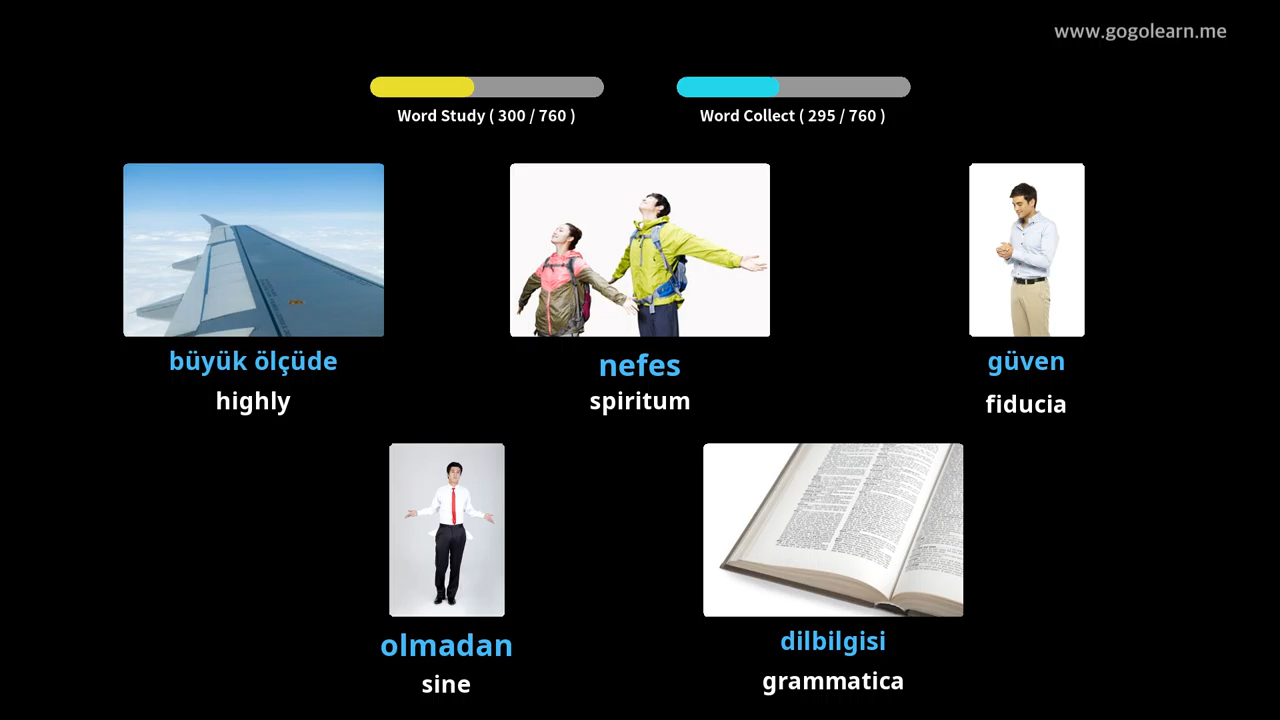 www.gogolearn.me
Word Study ( 300 / 760 )
Word Collect ( 295 / 760 )
büyük ölçüde
highly
nefes
spiritum
güven
fiducia
olmadan
sine
dilbilgisi
grammatica